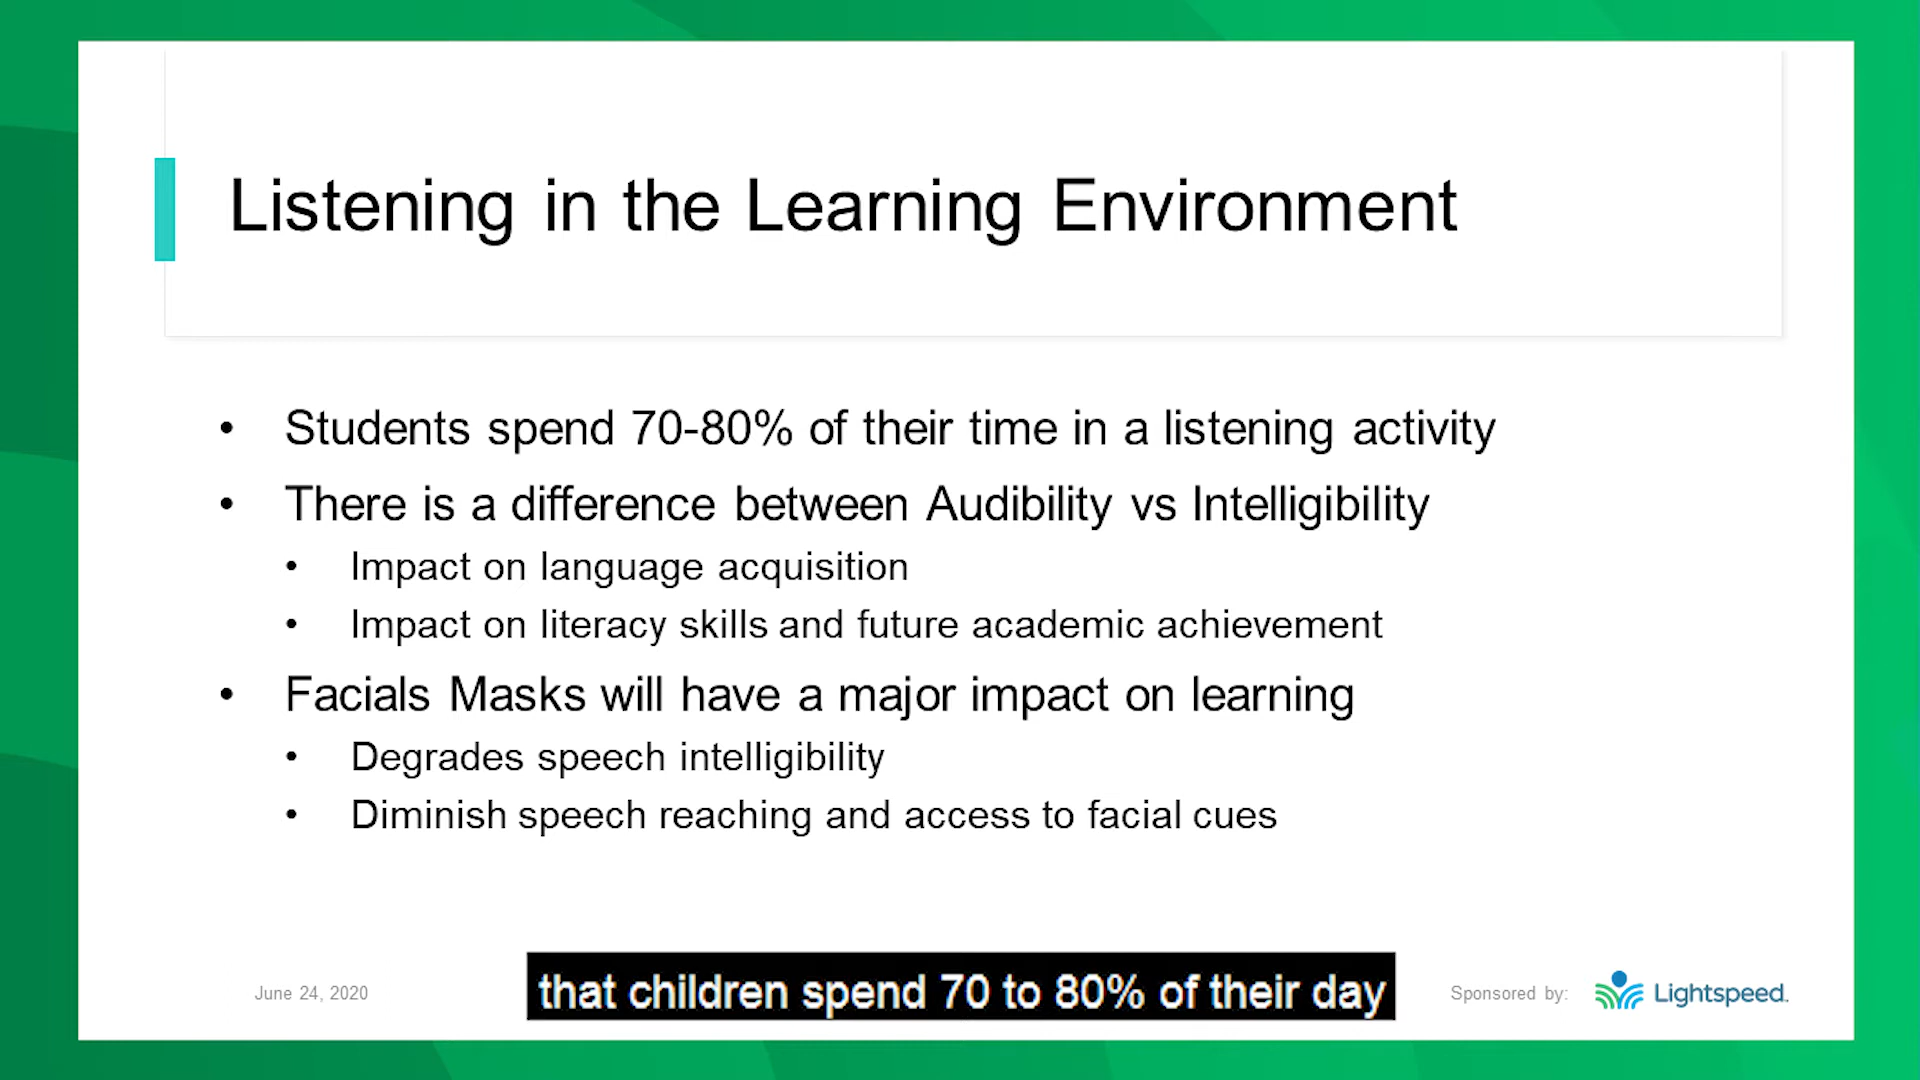 Listening in the Learning Environment
• Students spend 70-80% of their time in a listening activity
• There is a difference between Audibility vs Intelligibility
• Impact on language acquisition
• Impact on literacy skills and future academic achievement
• Facials Masks will have a major impact on learning
• Degrades speech intelligibility
• Diminish speech reaching and access to facial cues
June 24, 2020
that children spend 70 to 80% of their day
Sponsored by:
Lightspeed.